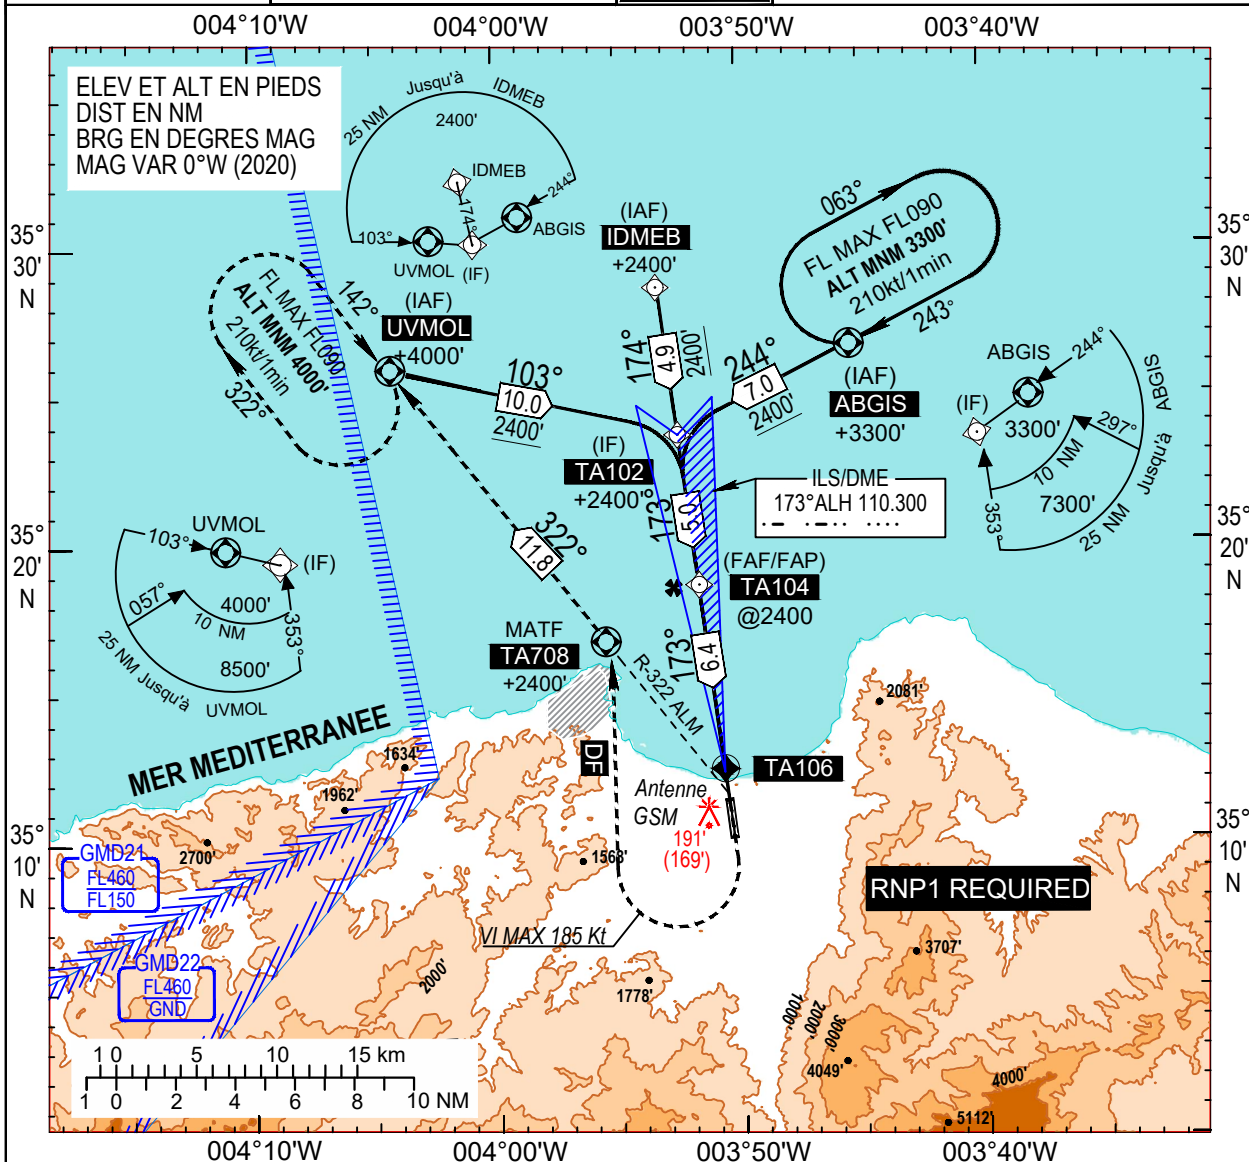 004°10'W
004°00'W
003°50'W
003°40'W
ELEV ET ALT EN PIEDS
DIST EN NM
BRG EN DEGRES MAG
MAG VAR 0°W (2020)
25 NM Jusqu'à IDMEB
2400'
IDMEB
174°
244°
ABGIS
103°
UVMOL
(IF)
35°
30'
N
35°
30'
N
(IAF)
IDMEB
+2400'
063°
FL MAX FL090
ALT MNM 3300'
210kt/1min
243°
142°
FL MAX FL090
ALT MNM 4000'
210kt/1min
322°
(IAF)
UVMOL
+4000'
174°
4.9
2400'
244°
7.0
2400'
(IAF)
ABGIS
+3300'
103°
10.0
2400'
ABGIS
244°
(IF)
3300'
297°
10 NM
7300'
353°
25 NM Jusqu'à ABGIS
(IF)
TA102
+2400'
ILS/DME
173°ALH 110.300
.- .-.. ....
173°
5.0
35°
20'
N
35°
20'
N
UVMOL
103°
(IF)
057°
4000'
10 NM
353°
8500'
25 NM Jusqu'à UVMOL
322°
11.8
(FAF/FAP)
TA104
@2400
MATF
TA708
+2400'
173°
6.4
R-322 ALM
2081'
MER MEDITERRANEE
1634'
1962'
2700'
DF
TA106
Antenne
GSM
191'
(169')
1563'
35°
10'
N
35°
10'
N
GMD21
FL460
FL150
RNP1 REQUIRED
VI MAX 185 Kt
GMD22
FL460
GND
2000'
1778'
3707'
1000'
2000'
3000'
4049'
4000'
5112'
1 0 5 10 15 km
1 0 2 4 6 8 10 NM
004°10'W
004°00'W
003°50'W
003°40'W